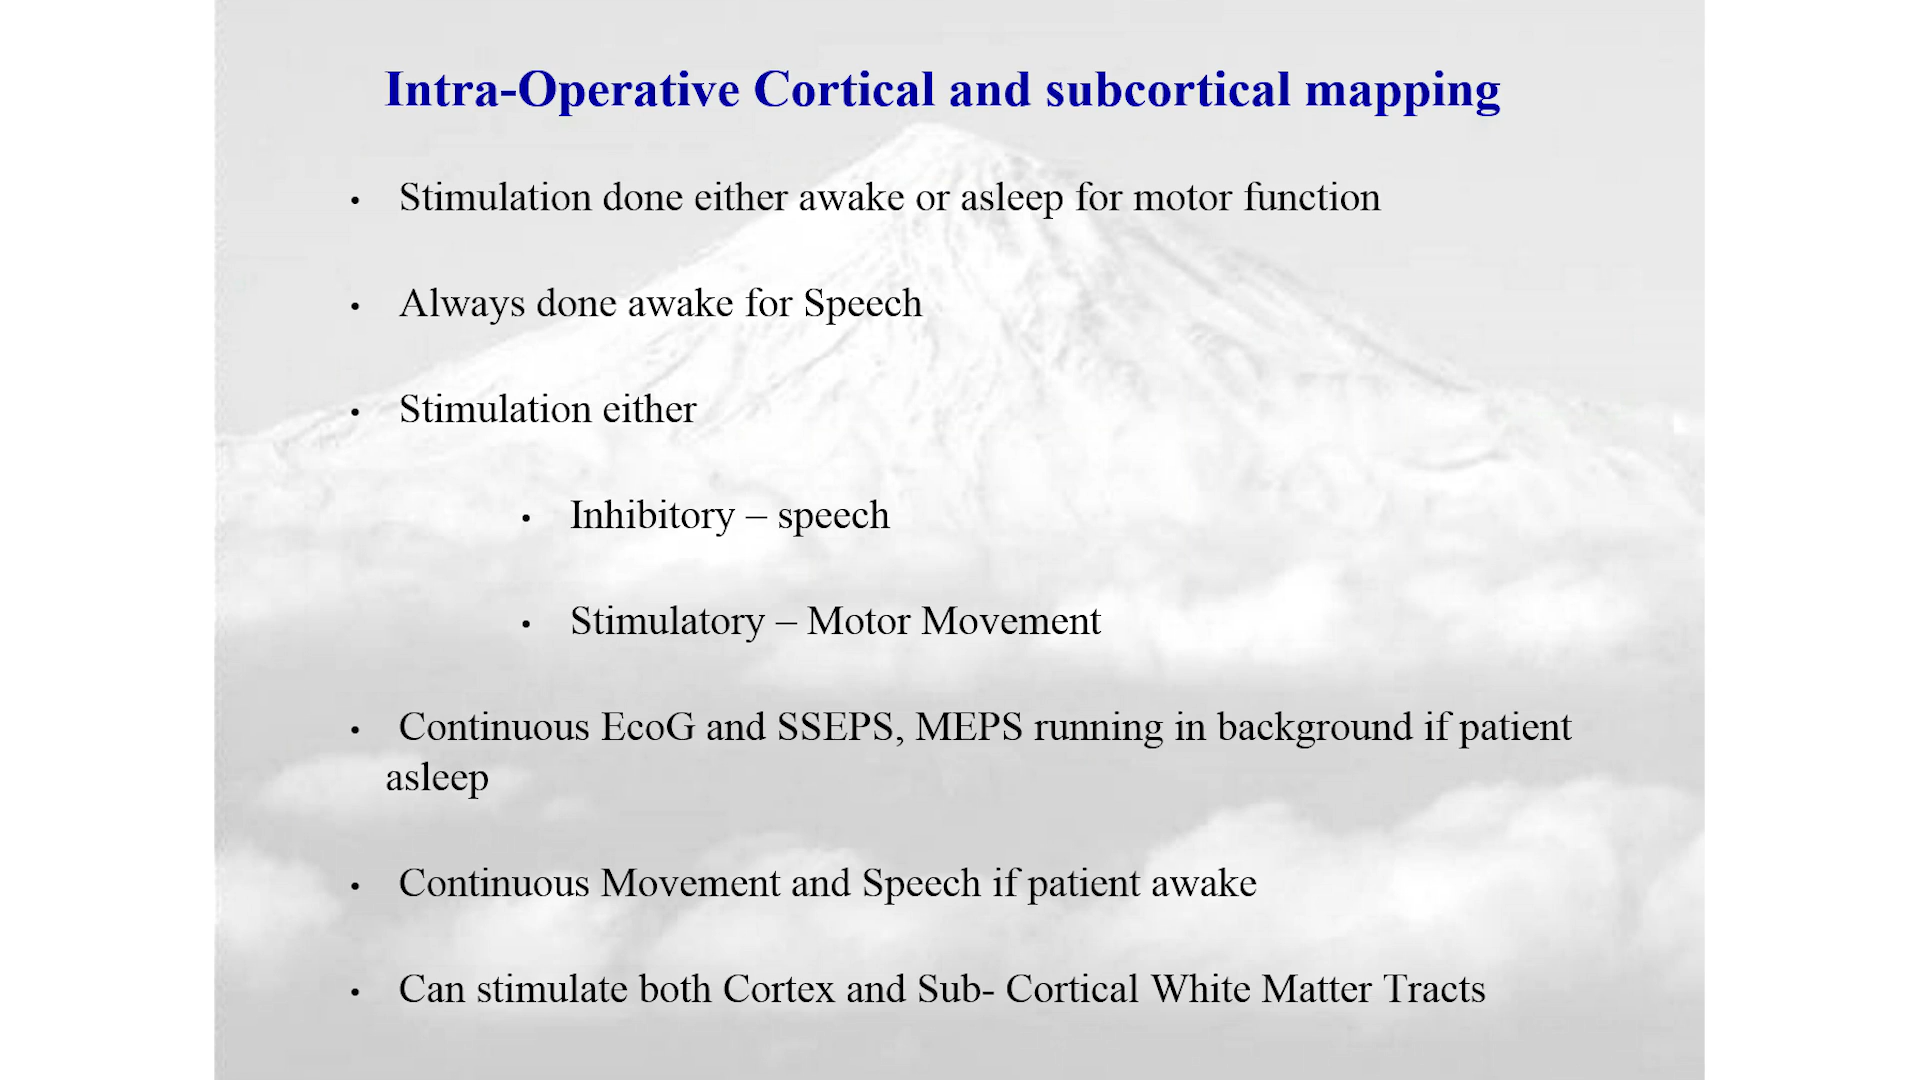 Intra-Operative Cortical and subcortical mapping
• Stimulation done either awake or asleep for motor function
• Always done awake for Speech
• Stimulation either
• Inhibitory – speech
• Stimulatory – Motor Movement
• Continuous EcoG and SSEPS, MEPS running in background if patient
asleep
• Continuous Movement and Speech if patient awake
• Can stimulate both Cortex and Sub- Cortical White Matter Tracts